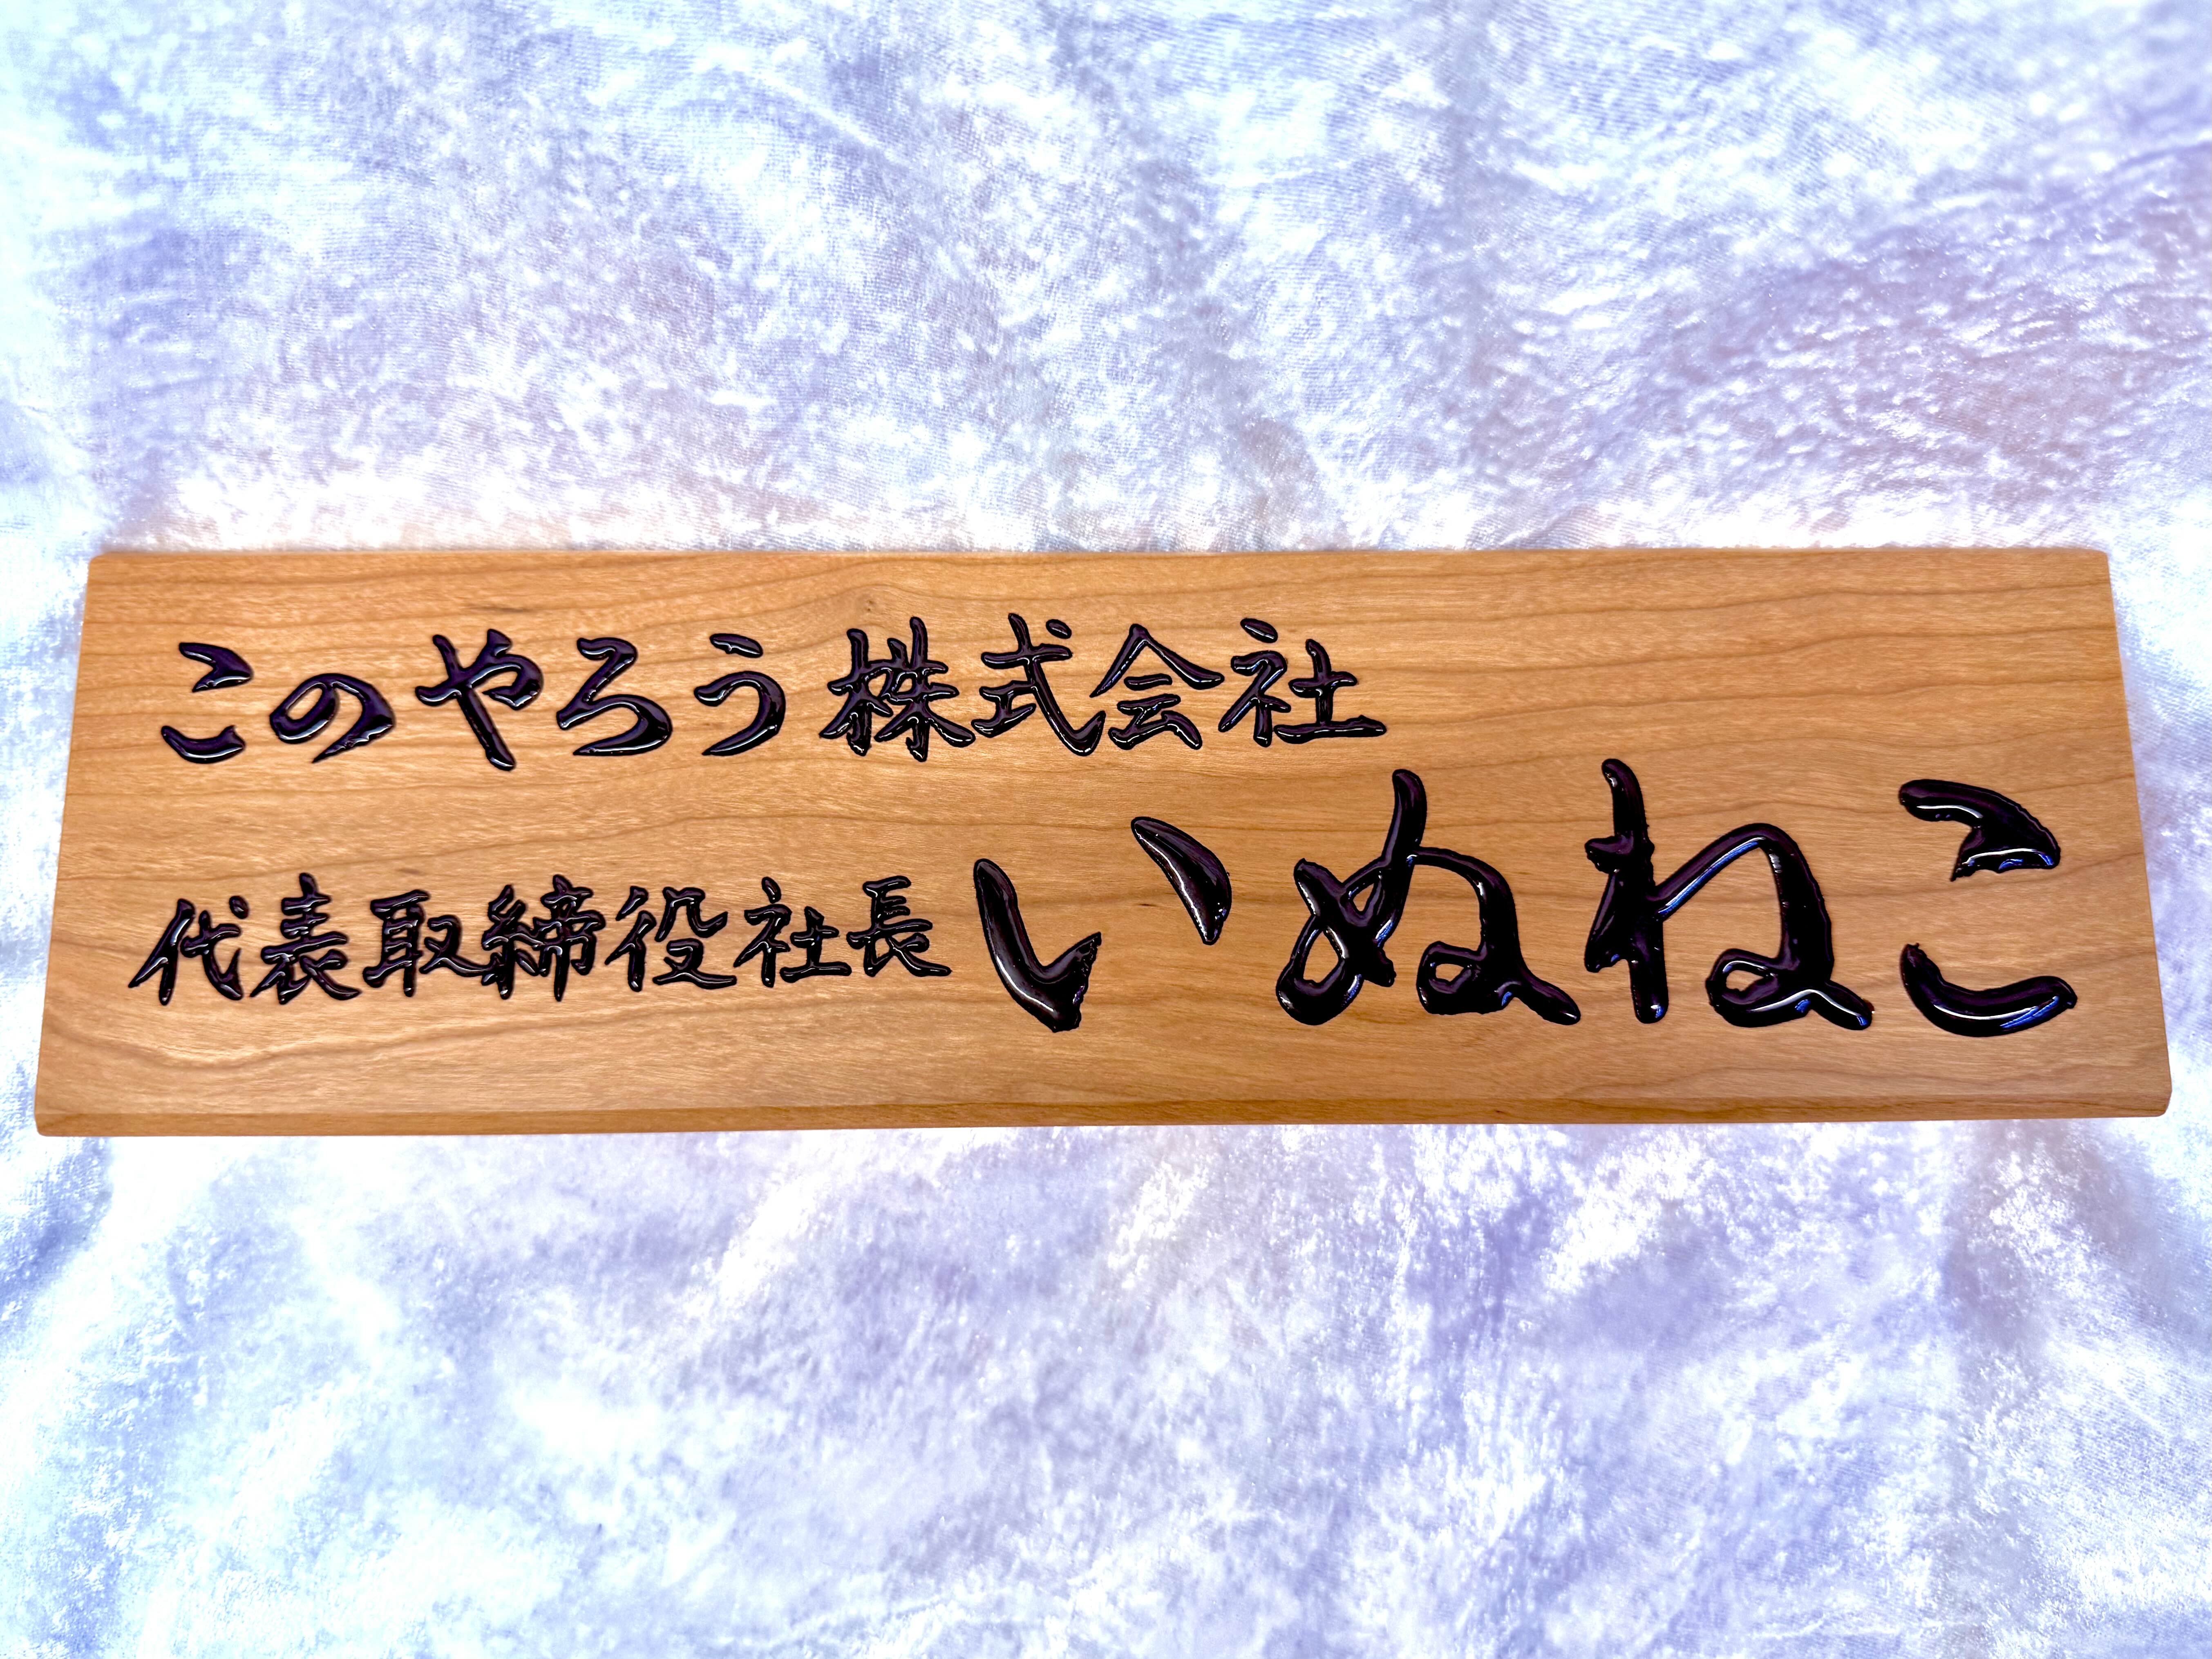 このやろう株式会社
代表取締役社長 いぬねこ